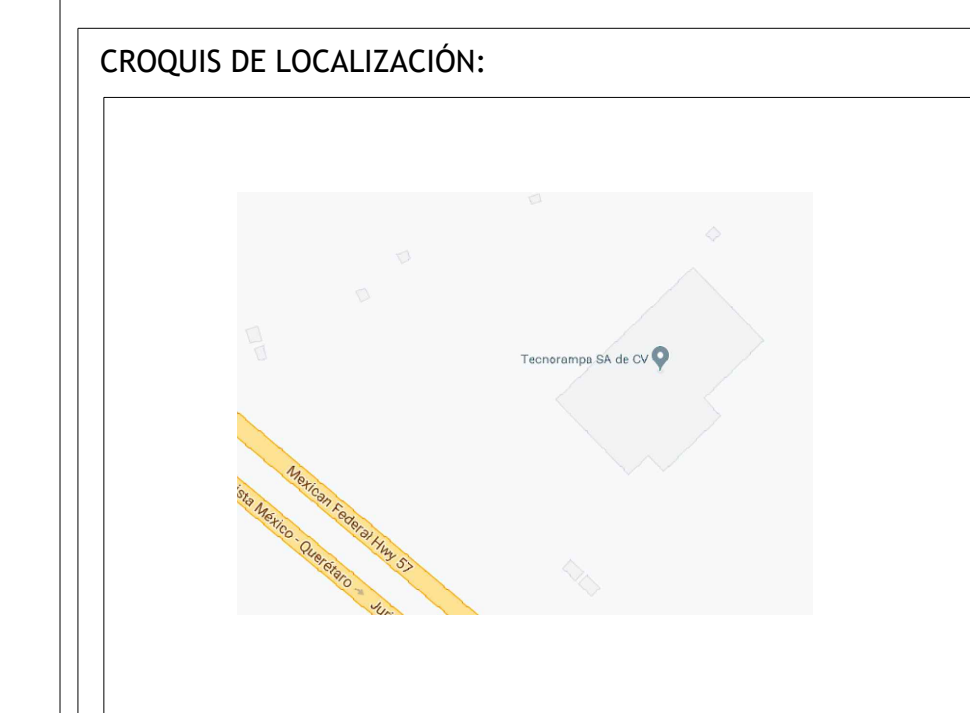 CROQUIS DE LOCALIZACIÓN:
Tecnorampa SA de CV
Mexican Federal Hwy 57
ista México - Querétaro